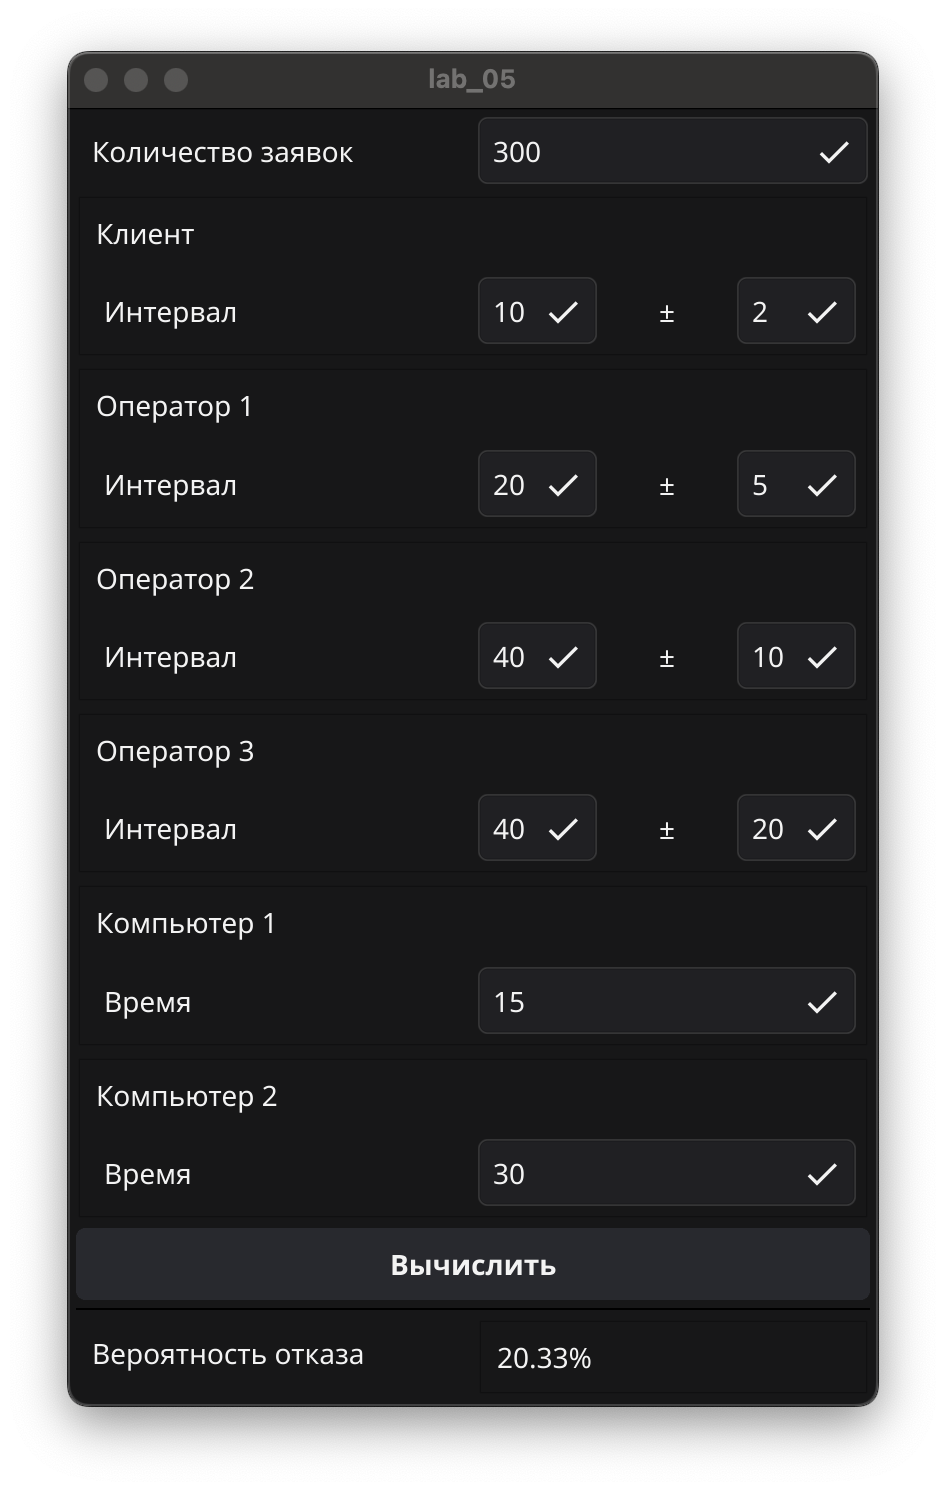 lab_05
Количество заявок 300
Клиент
Интервал 10 ± 2
Оператор 1
Интервал 20 ± 5
Оператор 2
Интервал 40 ± 10
Оператор 3
Интервал 40 ± 20
Компьютер 1
Время 15
Компьютер 2
Время 30
Вычислить
Вероятность отказа 20.33%